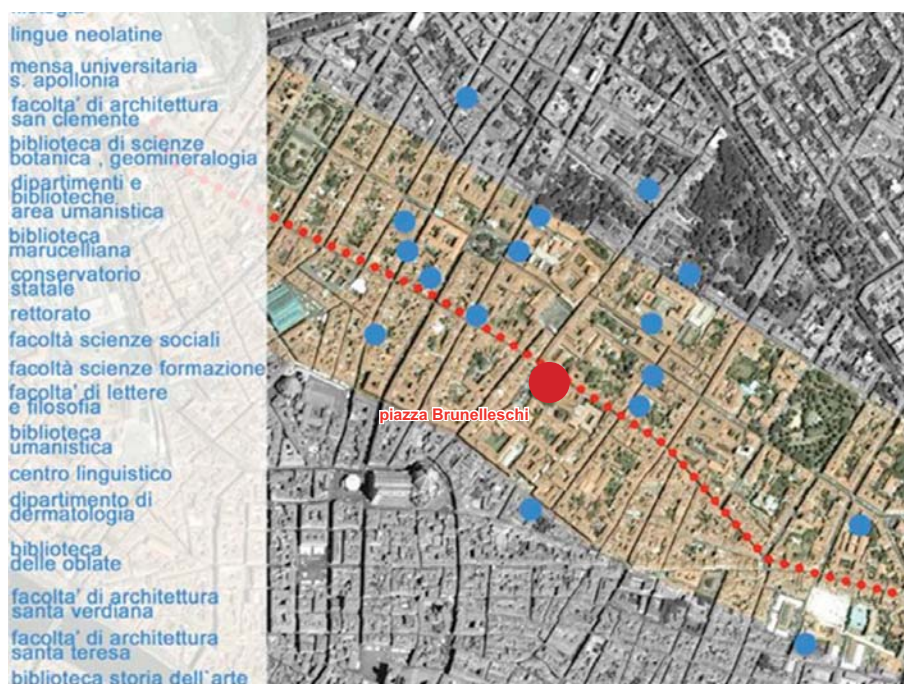 lingue neolatine
mensa universitaria
s. apollonia
facolta' di architettura
san clemente
biblioteca di scienze
botanica , geomineralogia
dipartimenti e
biblioteche
area umanistica
biblioteca
marucelliana
conservatorio
statale
rettorato
facoltà scienze sociali
facoltà scienze formazione
facolta' di lettere
e filosofia
biblioteca
umanistica
centro linguistico
dipartimento di
dermatologia
biblioteca
delle oblate
facolta' di architettura
santa verdiana
facolta' di architettura
santa teresa
biblioteca storia dell`arte
piazza Brunelleschi